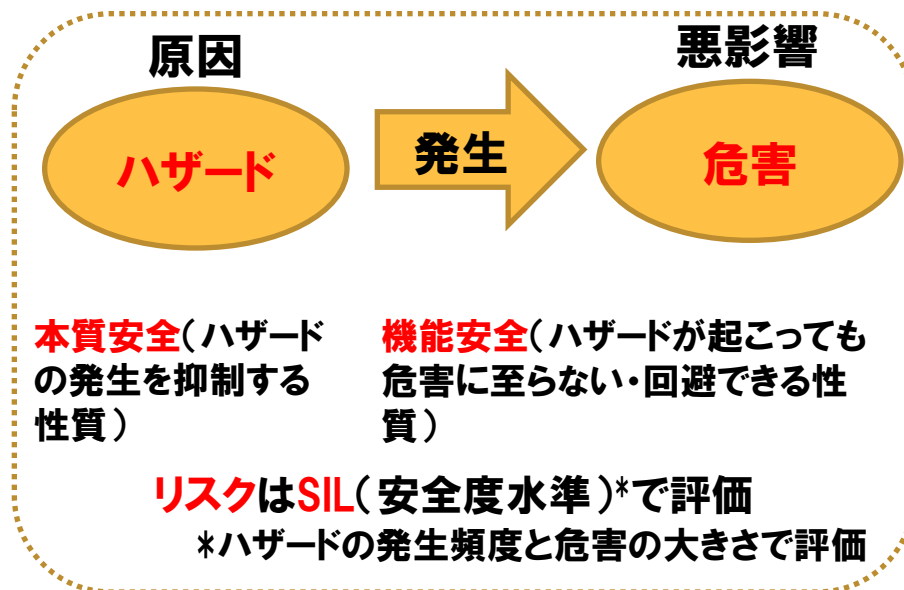 原因
悪影響
ハザード
発生
危害
本質安全(ハザード
の発生を抑制する
性質)
機能安全(ハザードが起こっても
危害に至らない・回避できる性
質)
リスクはSIL(安全度水準)*で評価
*ハザードの発生頻度と危害の大きさで評価